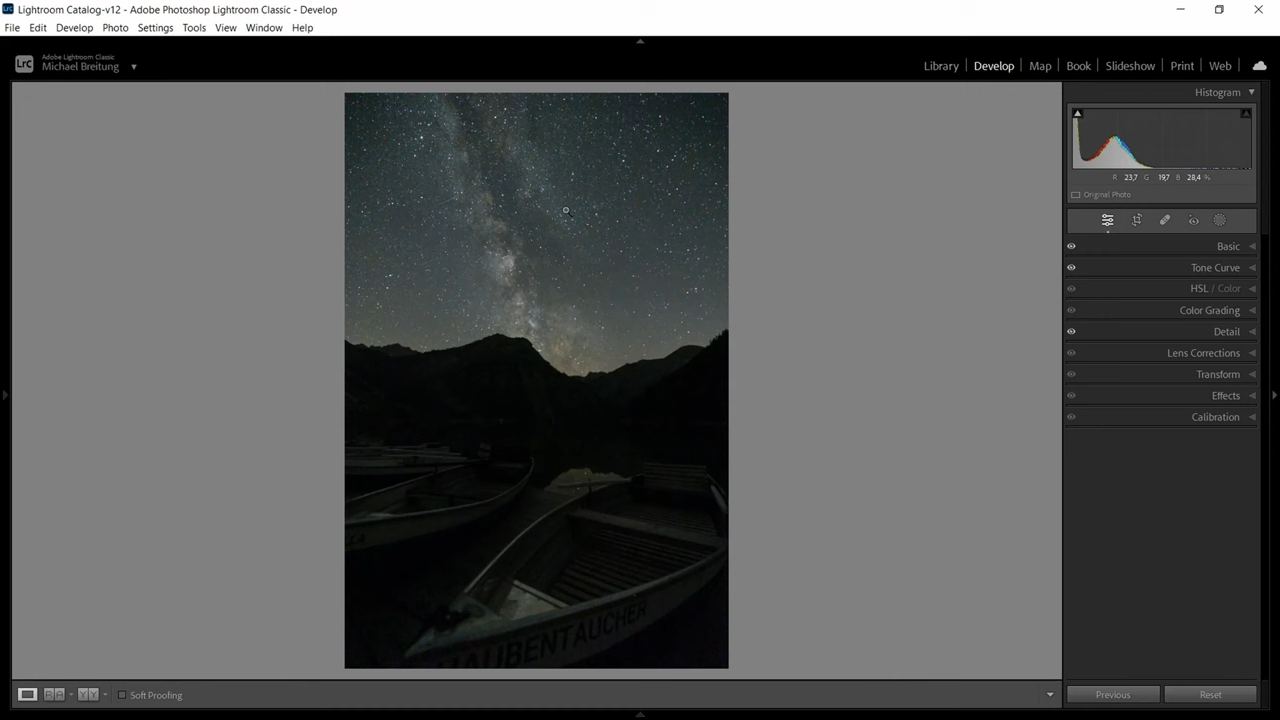 Lightroom Catalog-v12 - Adobe Photoshop Lightroom Classic - Develop
File Edit Develop Photo Settings Tools View Window Help
LrC
Adobe Lightroom Classic
Michael Breitung
Library | Develop | Map | Book | Slideshow | Print | Web
Histogram
R 23,7 G 19,7 B 28,4 %
Original Photo
Basic
Tone Curve
HSL / Color
Color Grading
Detail
Lens Corrections
Transform
Effects
Calibration
HAUBENTAUCHER
Soft Proofing
Previous
Reset